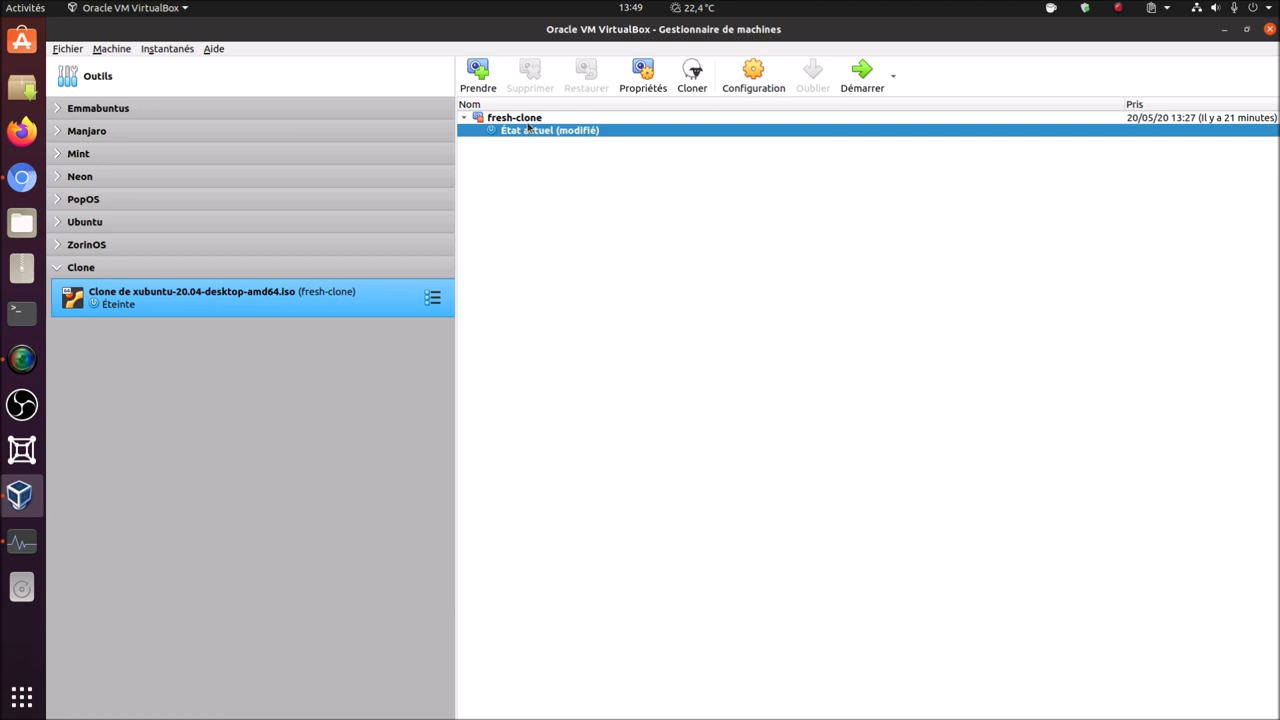 Activités
Oracle VM VirtualBox
13:49
22,4 °C
Oracle VM VirtualBox - Gestionnaire de machines
Fichier
Machine
Instantanés
Aide
Outils
Emmabuntus
Manjaro
Mint
Neon
PopOS
Ubuntu
ZorinOS
Clone
Clone de xubuntu-20.04-desktop-amd64.iso (fresh-clone)
Éteinte
Prendre
Supprimer
Restaurer
Propriétés
Cloner
Configuration
Oublier
Démarrer
Nom
Pris
fresh-clone
20/05/20 13:27 (Il y a 21 minutes)
État actuel (modifié)